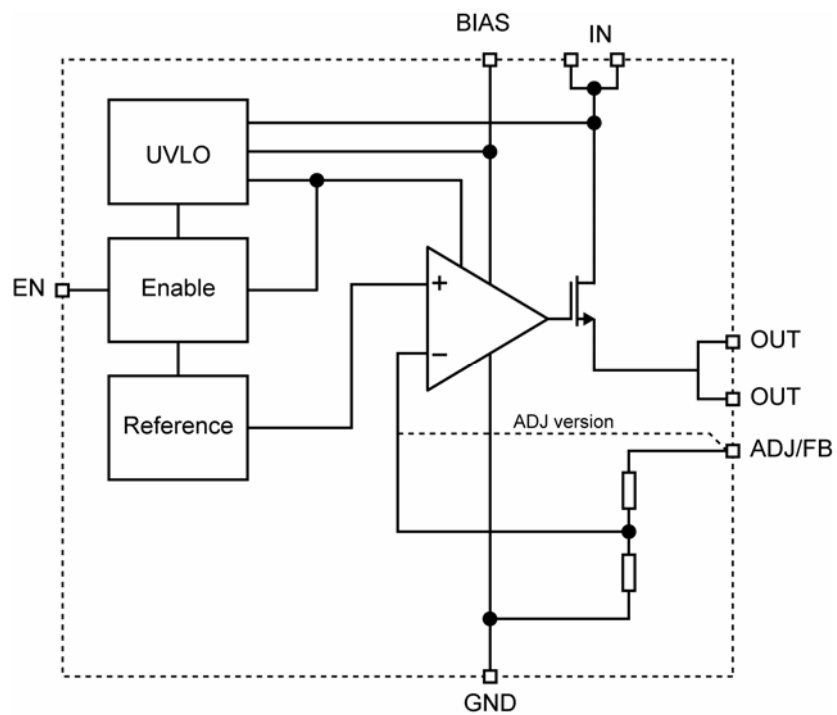 BIAS
IN
UVLO
EN
Enable
+
−
OUT
OUT
Reference
ADJ version
ADJ/FB
GND